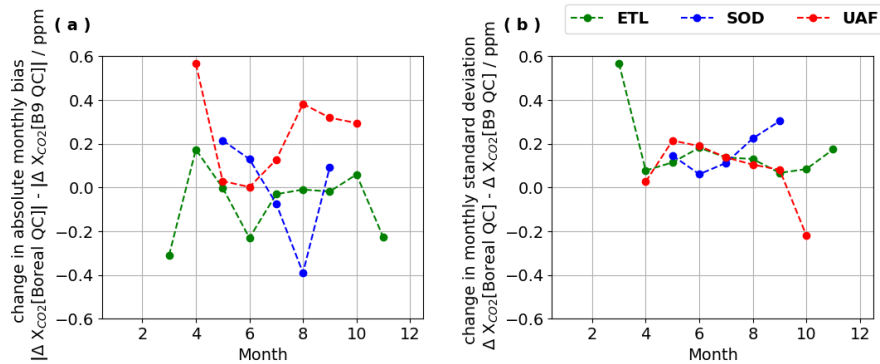 ( a )
( b )
ETL SOD UAF
change in absolute monthly bias
|Δ X_CO2[Boreal QC]| - |Δ X_CO2[B9 QC]| / ppm
0.6
0.4
0.2
0.0
−0.2
−0.4
−0.6
2 4 6 8 10 12
Month
change in monthly standard deviation
Δ X_CO2[Boreal QC] - Δ X_CO2[B9 QC] / ppm
0.6
0.4
0.2
0.0
−0.2
−0.4
−0.6
2 4 6 8 10 12
Month